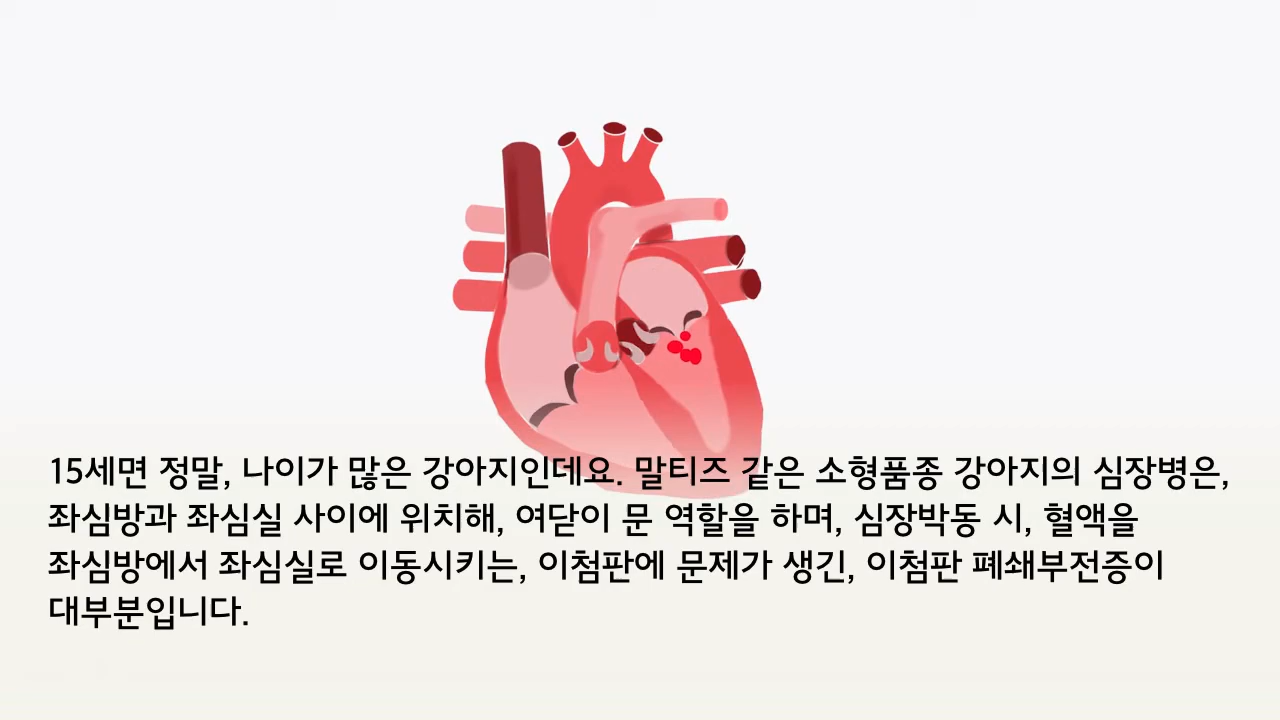 15세면 정말, 나이가 많은 강아지인데요. 말티즈 같은 소형품종 강아지의 심장병은,
좌심방과 좌심실 사이에 위치해, 여닫이 문 역할을 하며, 심장박동 시, 혈액을
좌심방에서 좌심실로 이동시키는, 이첨판에 문제가 생긴, 이첨판 폐쇄부전증이
대부분입니다.